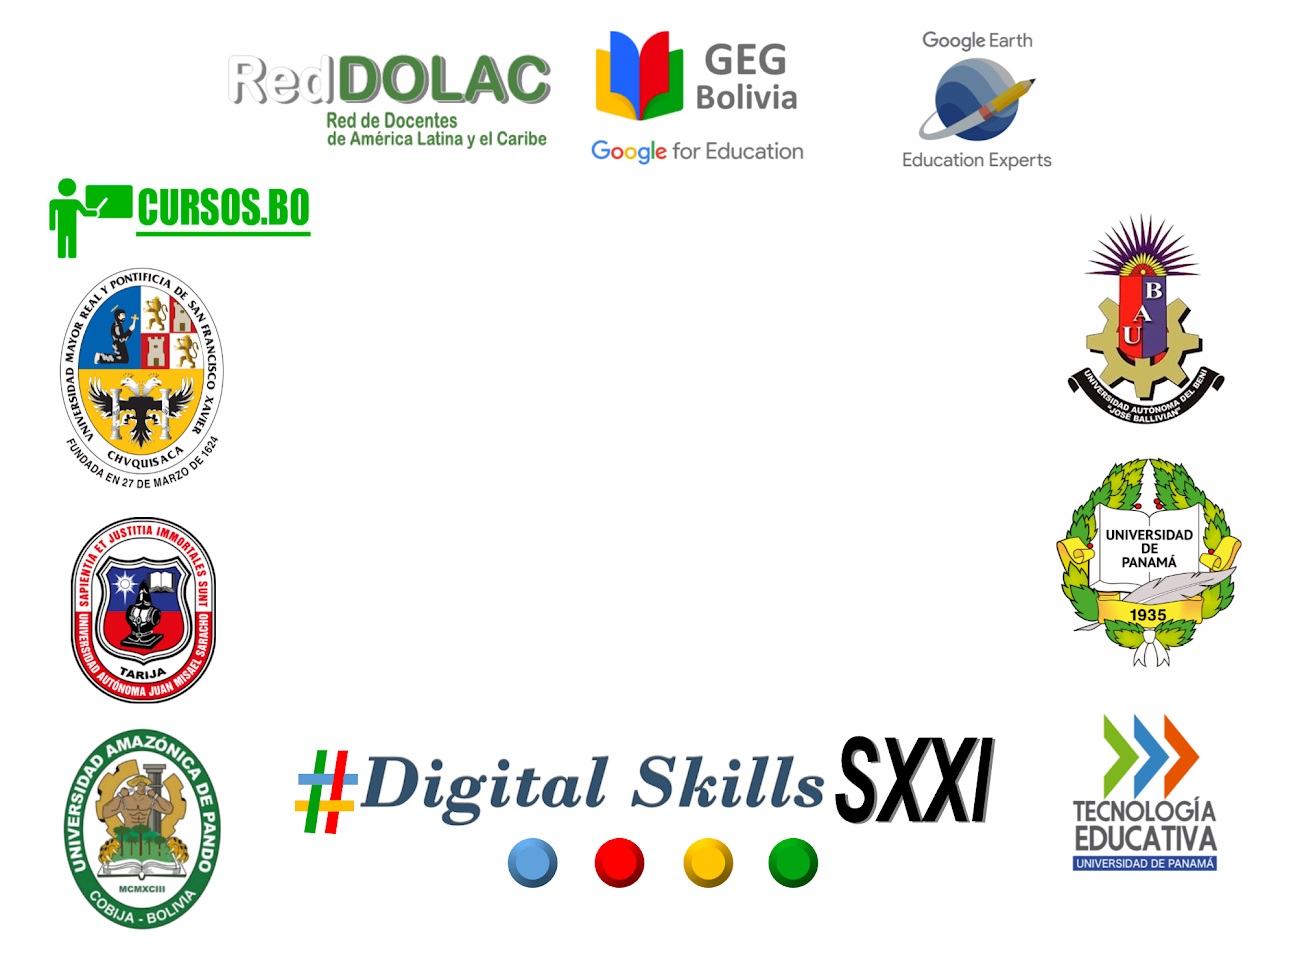 RedDOLAC
Red de Docentes
de América Latina y el Caribe
GEG
Bolivia
Google for Education
Google Earth
Education Experts
CURSOS.BO
UNIVERSIDAD MAYOR REAL Y PONTIFICIA DE SAN FRANCISCO XAVIER
CHVQUISACA
FUNDADA EN 27 DE MARZO DE 1624
B
A
U
UNIVERSIDAD AUTÓNOMA DEL BENI
"JOSÉ BALLIVIÁN"
SAPIENTIA ET JUSTITIA IMMORTALES SUNT
TARIJA
UNIVERSIDAD AUTÓNOMA JUAN MISAEL SARACHO
UNIVERSIDAD
DE
PANAMÁ
1935
UNIVERSIDAD AMAZÓNICA DE PANDO
MCMXCIII
COBIJA - BOLIVIA
#Digital Skills SXXI
TECNOLOGÍA
EDUCATIVA
UNIVERSIDAD DE PANAMÁ